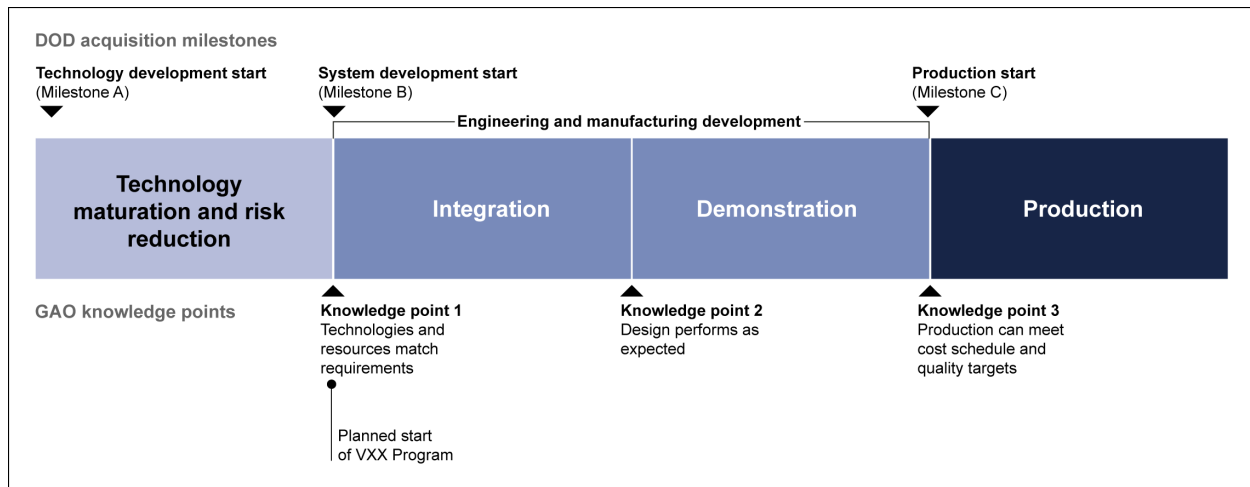 DOD acquisition milestones
Technology development start
(Milestone A)
System development start
(Milestone B)
Production start
(Milestone C)
Engineering and manufacturing development
Technology
maturation and risk
reduction
Integration
Demonstration
Production
GAO knowledge points
Knowledge point 1
Technologies and
resources match
requirements
Knowledge point 2
Design performs as
expected
Knowledge point 3
Production can meet
cost schedule and
quality targets
Planned start
of VXX Program